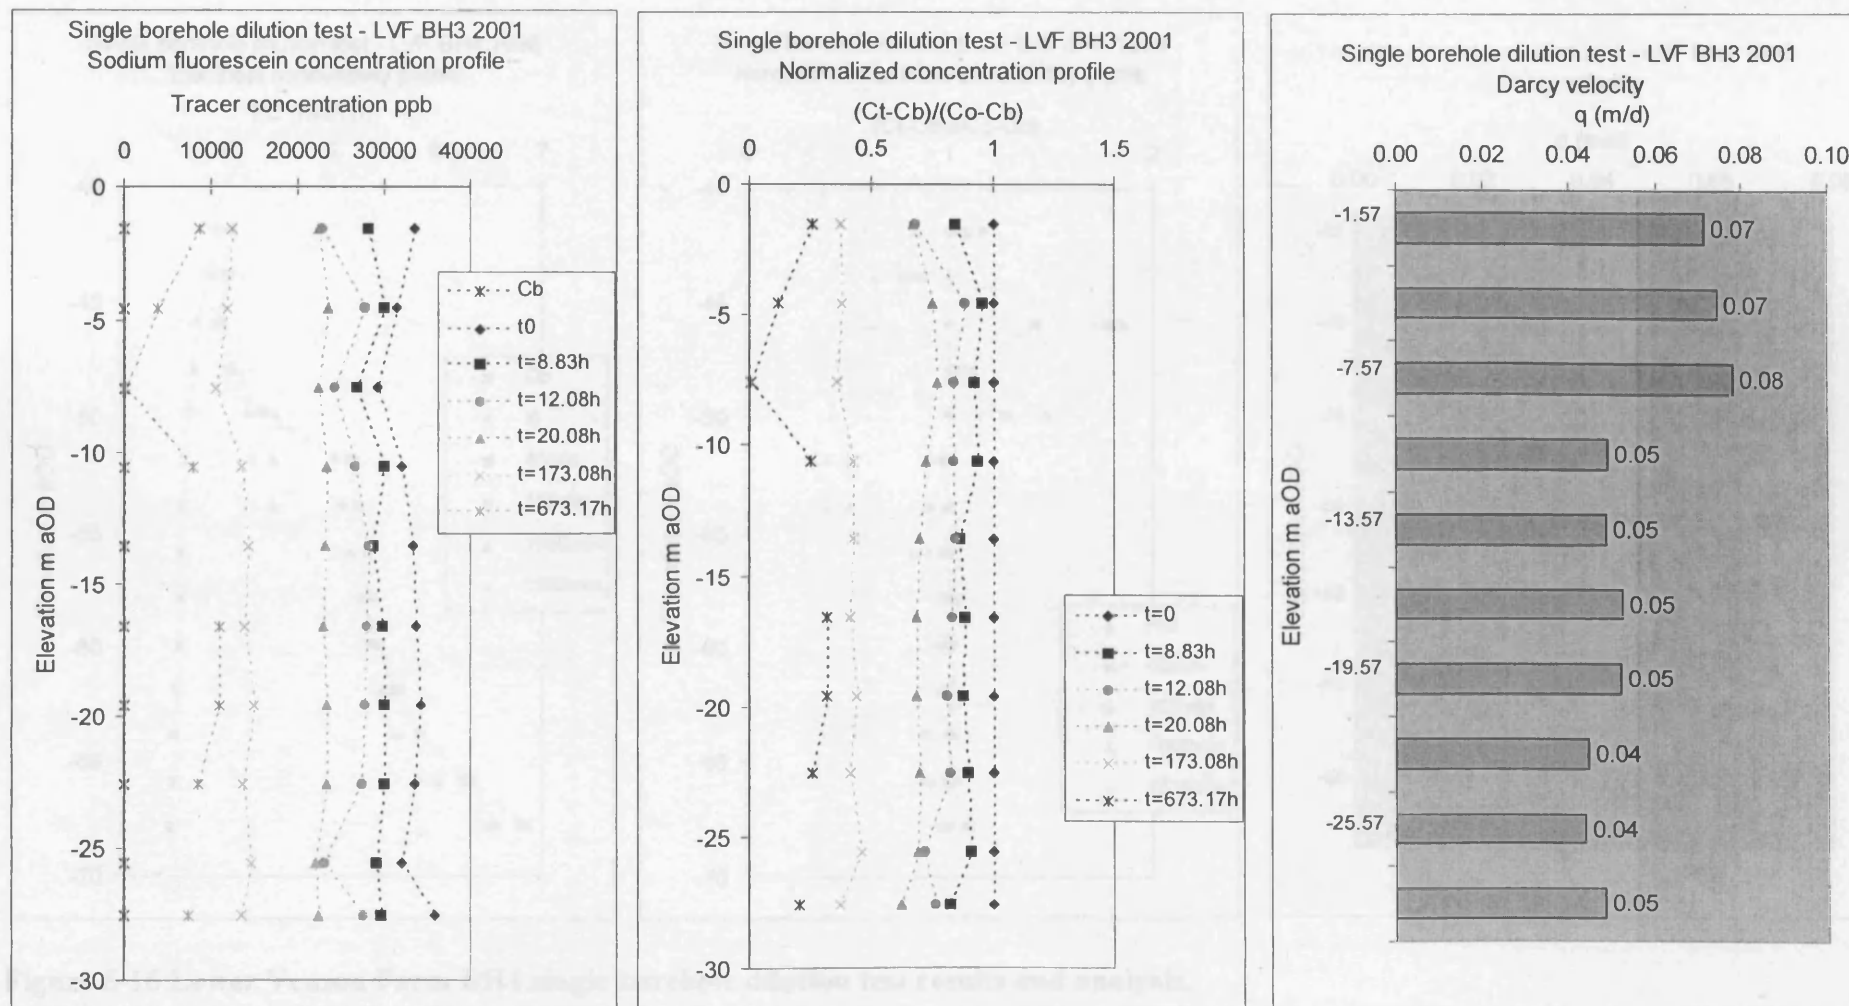 Single borehole dilution test - LVF BH3 2001
Sodium fluorescein concentration profile
Tracer concentration ppb
0 10000 20000 30000 40000
0
-5
-10
-15
-20
-25
-30
Elevation m aOD
Cb
t0
t=8.83h
t=12.08h
t=20.08h
t=173.08h
t=673.17h
Single borehole dilution test - LVF BH3 2001
Normalized concentration profile
(Ct-Cb)/(Co-Cb)
0 0.5 1 1.5
0
-5
-10
-15
-20
-25
-30
Elevation m aOD
t=0
t=8.83h
t=12.08h
t=20.08h
t=173.08h
t=673.17h
Single borehole dilution test - LVF BH3 2001
Darcy velocity
q (m/d)
0.00 0.02 0.04 0.06 0.08 0.10
Elevation m aOD
-1.57 0.07
0.07
-7.57 0.08
0.05
-13.57 0.05
0.05
-19.57 0.05
0.04
-25.57 0.04
0.05